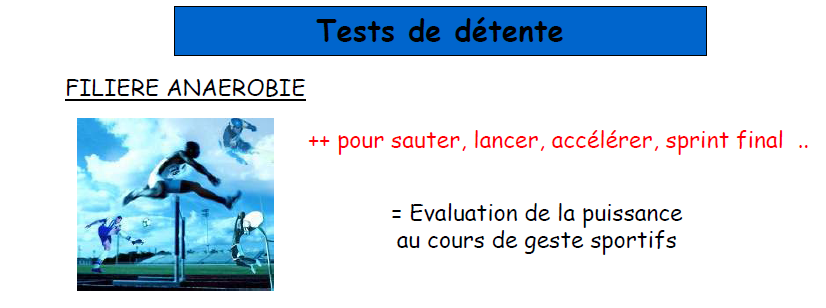 Tests de détente
FILIERE ANAEROBIE
++ pour sauter, lancer, accélérer, sprint final ..
= Evaluation de la puissance
au cours de geste sportifs